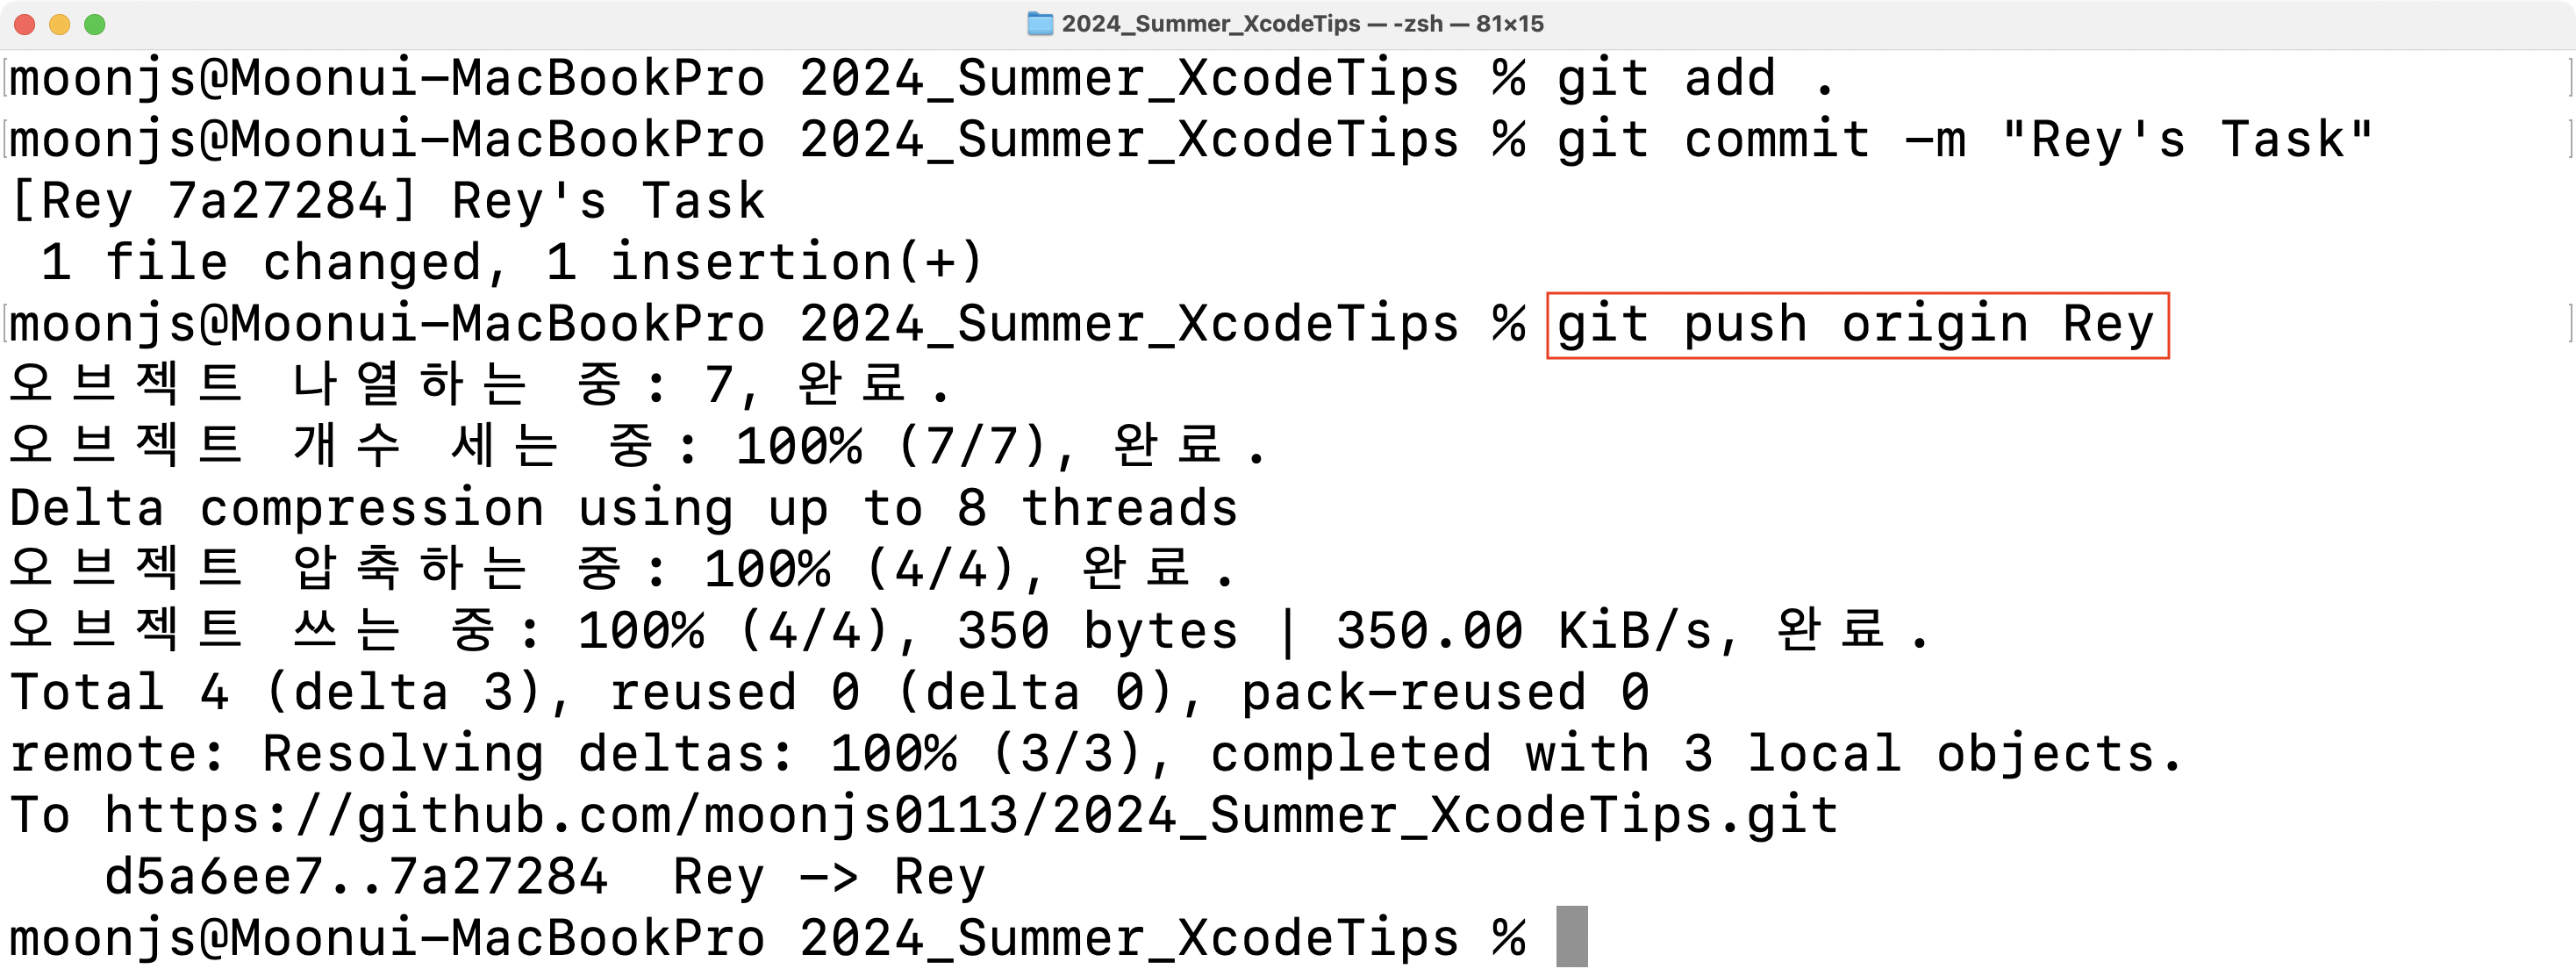 2024_Summer_XcodeTips — -zsh — 81×15
moonjs@Moonui-MacBookPro 2024_Summer_XcodeTips % git add .
moonjs@Moonui-MacBookPro 2024_Summer_XcodeTips % git commit -m "Rey's Task"
[Rey 7a27284] Rey's Task
 1 file changed, 1 insertion(+)
moonjs@Moonui-MacBookPro 2024_Summer_XcodeTips % git push origin Rey
오브젝트 나열하는 중: 7, 완료.
오브젝트 개수 세는 중: 100% (7/7), 완료.
Delta compression using up to 8 threads
오브젝트 압축하는 중: 100% (4/4), 완료.
오브젝트 쓰는 중: 100% (4/4), 350 bytes | 350.00 KiB/s, 완료.
Total 4 (delta 3), reused 0 (delta 0), pack-reused 0
remote: Resolving deltas: 100% (3/3), completed with 3 local objects.
To https://github.com/moonjs0113/2024_Summer_XcodeTips.git
   d5a6ee7..7a27284  Rey -> Rey
moonjs@Moonui-MacBookPro 2024_Summer_XcodeTips %